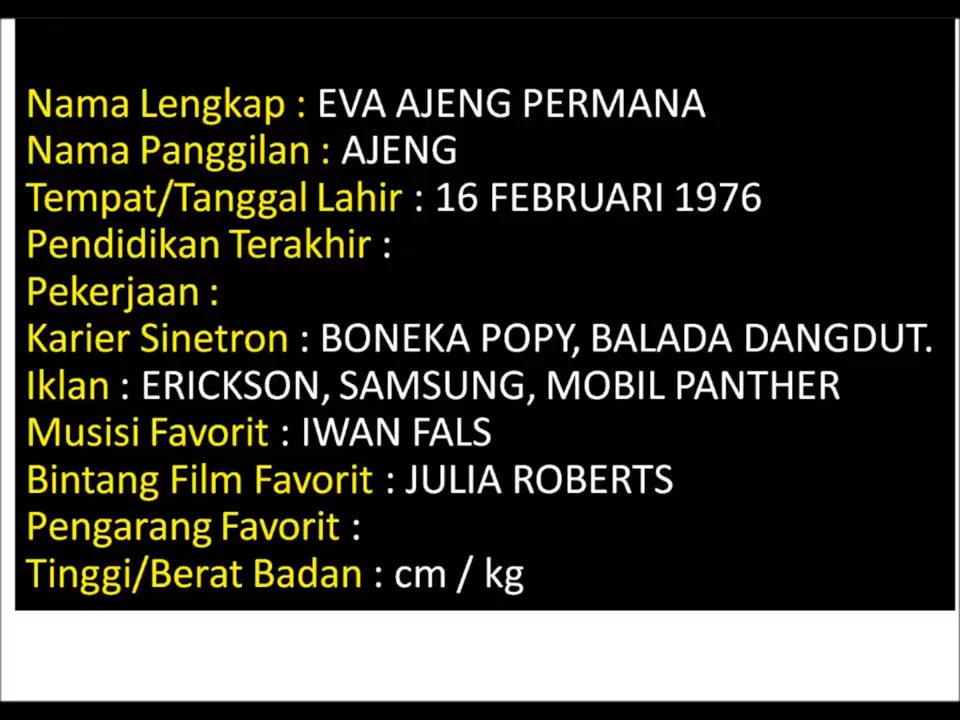 Nama Lengkap : EVA AJENG PERMANA
Nama Panggilan : AJENG
Tempat/Tanggal Lahir : 16 FEBRUARI 1976
Pendidikan Terakhir :
Pekerjaan :
Karier Sinetron : BONEKA POPY, BALADA DANGDUT.
Iklan : ERICKSON, SAMSUNG, MOBIL PANTHER
Musisi Favorit : IWAN FALS
Bintang Film Favorit : JULIA ROBERTS
Pengarang Favorit :
Tinggi/Berat Badan : cm / kg